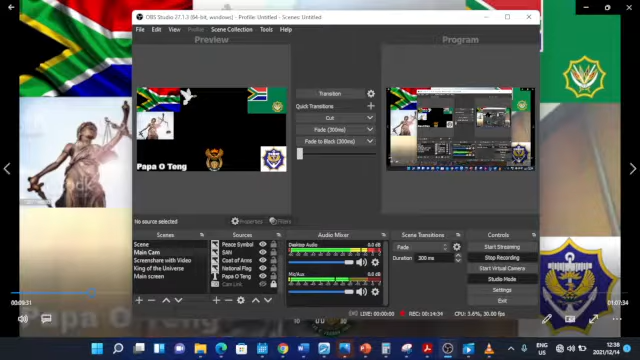 OBS Studio 27.1.3 (64-bit, windows) - Profile: Untitled - Scenes: Untitled
File Edit View Profile Scene Collection Tools Help
Preview
Program
Transition
Quick Transitions
Cut
Fade (300ms)
Fade to Black (300ms)
Papa O Teng
No source selected
Properties
Filters
Scenes
Sources
Audio Mixer
Scene Transitions
Controls
Scene
Main Cam
Screenshare with Video
King of the Universe
Main screen
Peace Symbol
SAN
Coat of Arms
National Flag
Papa O Teng
Cam Link
Desktop Audio
0.0 dB
Mic/Aux
0.0 dB
Fade
Duration
300 ms
Start Streaming
Stop Recording
Start Virtual Camera
Studio Mode
Settings
Exit
00:09:31
01:07:34
Papa O Teng
LIVE: 00:00:00
REC: 00:14:34
CPU: 3.6%, 30.00 fps
ENG
US
12:38
2021/12/14